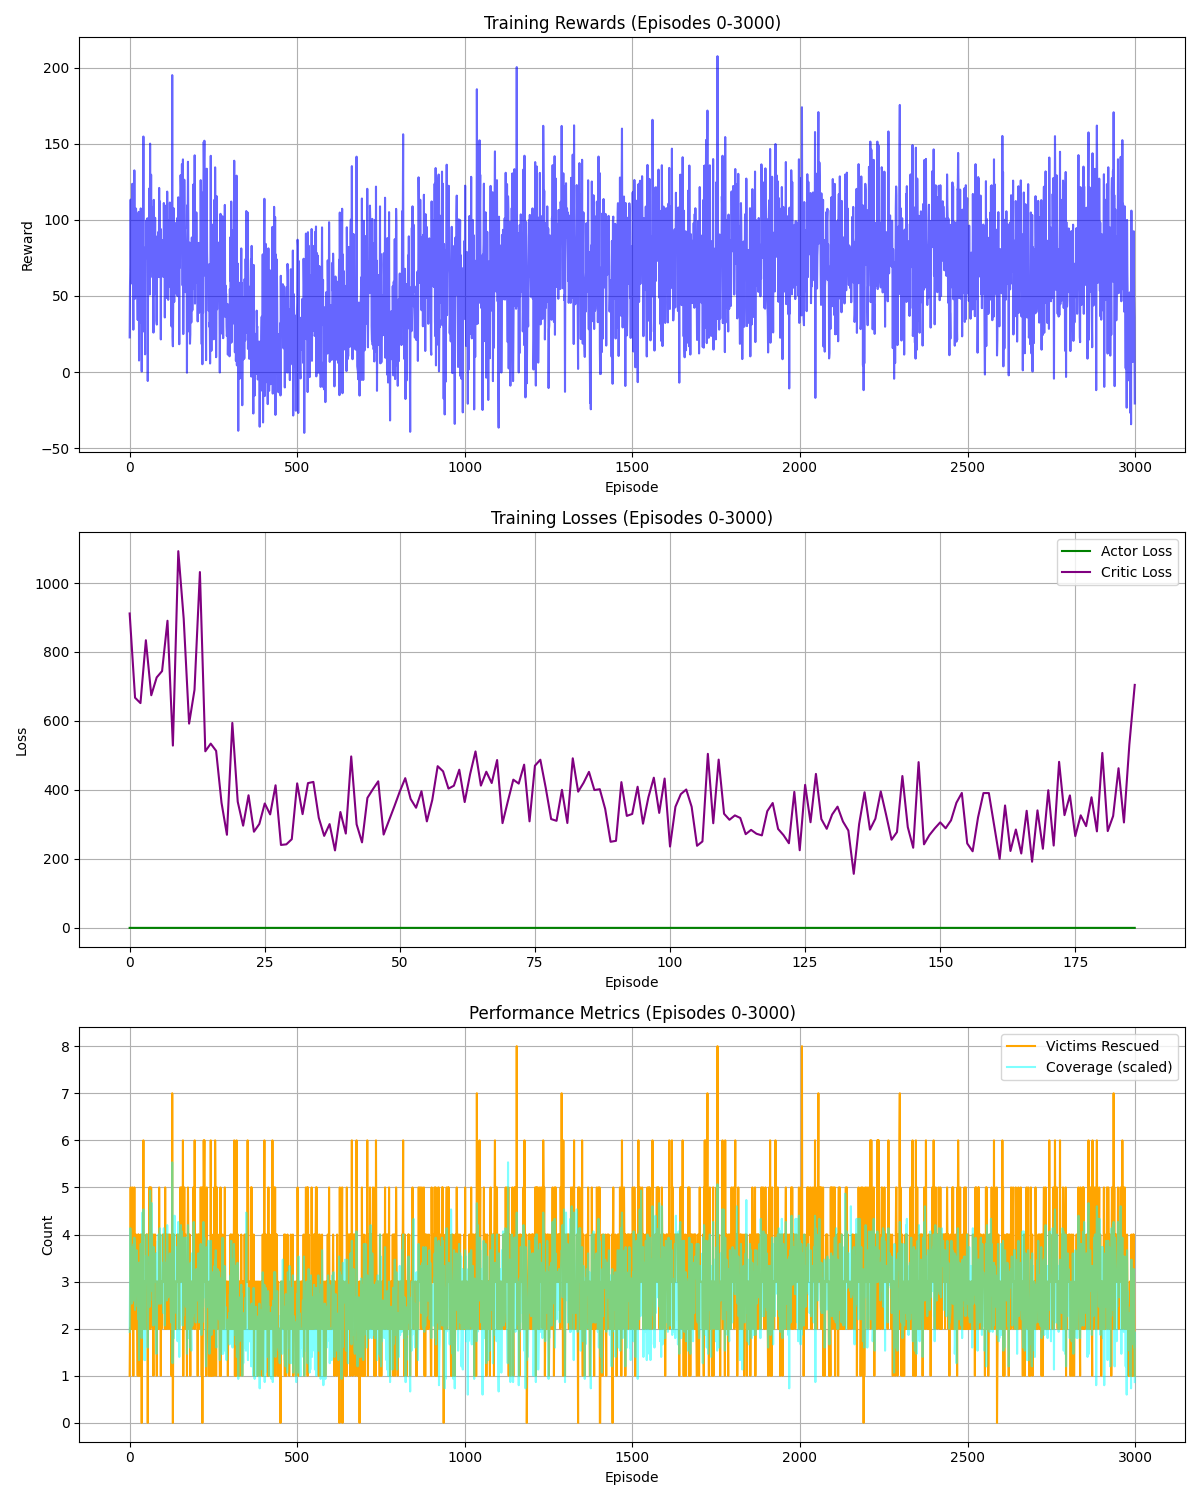 Training Rewards (Episodes 0-3000)
200
150
100
50
0
−50
Reward
0 500 1000 1500 2000 2500 3000
Episode
Training Losses (Episodes 0-3000)
Actor Loss
Critic Loss
1000
800
600
400
200
0
Loss
0 25 50 75 100 125 150 175
Episode
Performance Metrics (Episodes 0-3000)
Victims Rescued
Coverage (scaled)
8
7
6
5
4
3
2
1
0
Count
0 500 1000 1500 2000 2500 3000
Episode